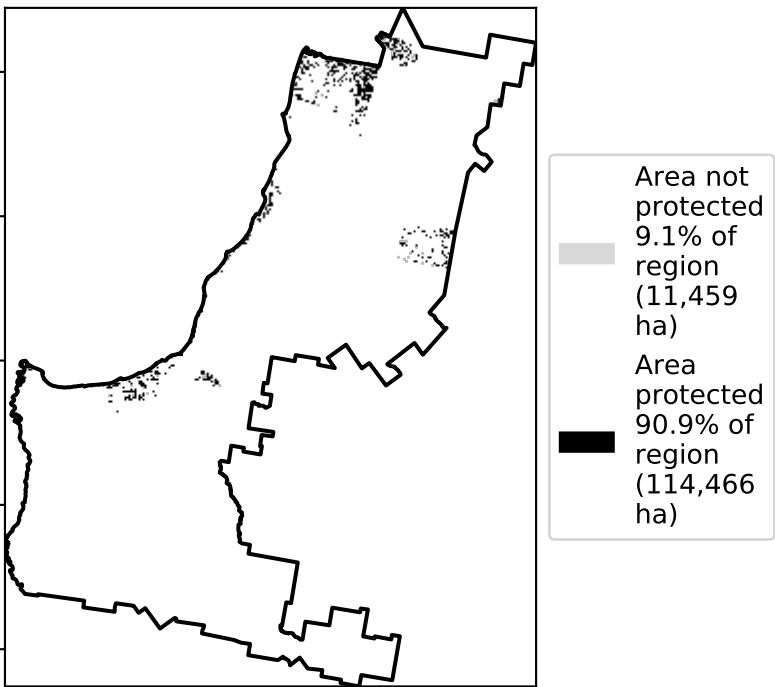 Area not
protected
9.1% of
region
(11,459
ha)
Area
protected
90.9% of
region
(114,466
ha)